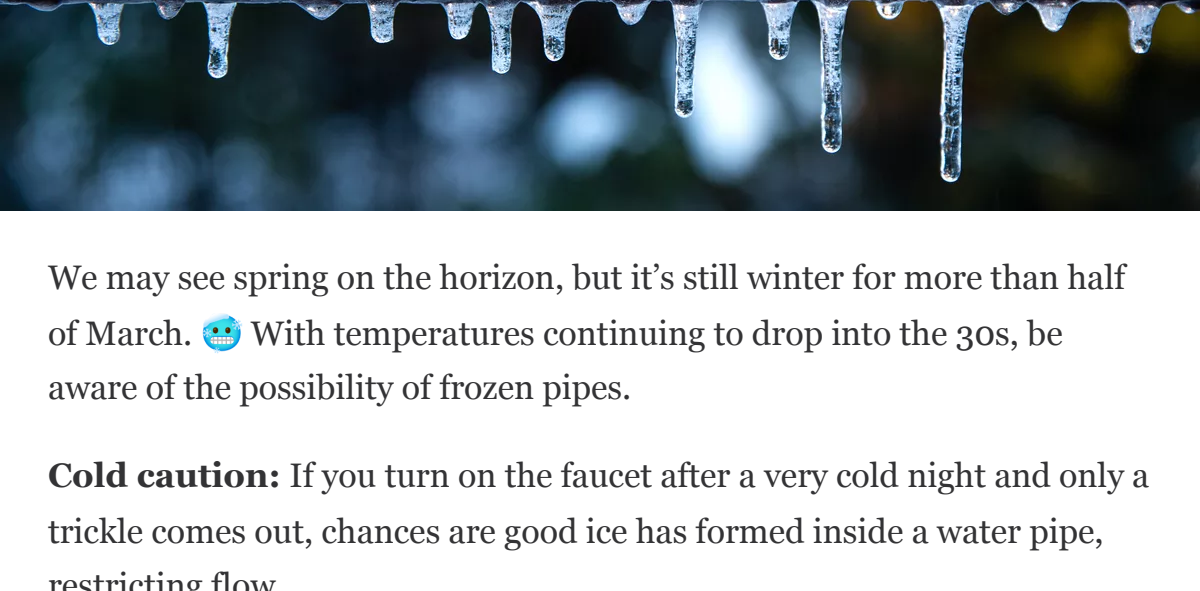 We may see spring on the horizon, but it’s still winter for more than half
of March. 🥶 With temperatures continuing to drop into the 30s, be
aware of the possibility of frozen pipes.
Cold caution: If you turn on the faucet after a very cold night and only a
trickle comes out, chances are good ice has formed inside a water pipe,
restricting flow.